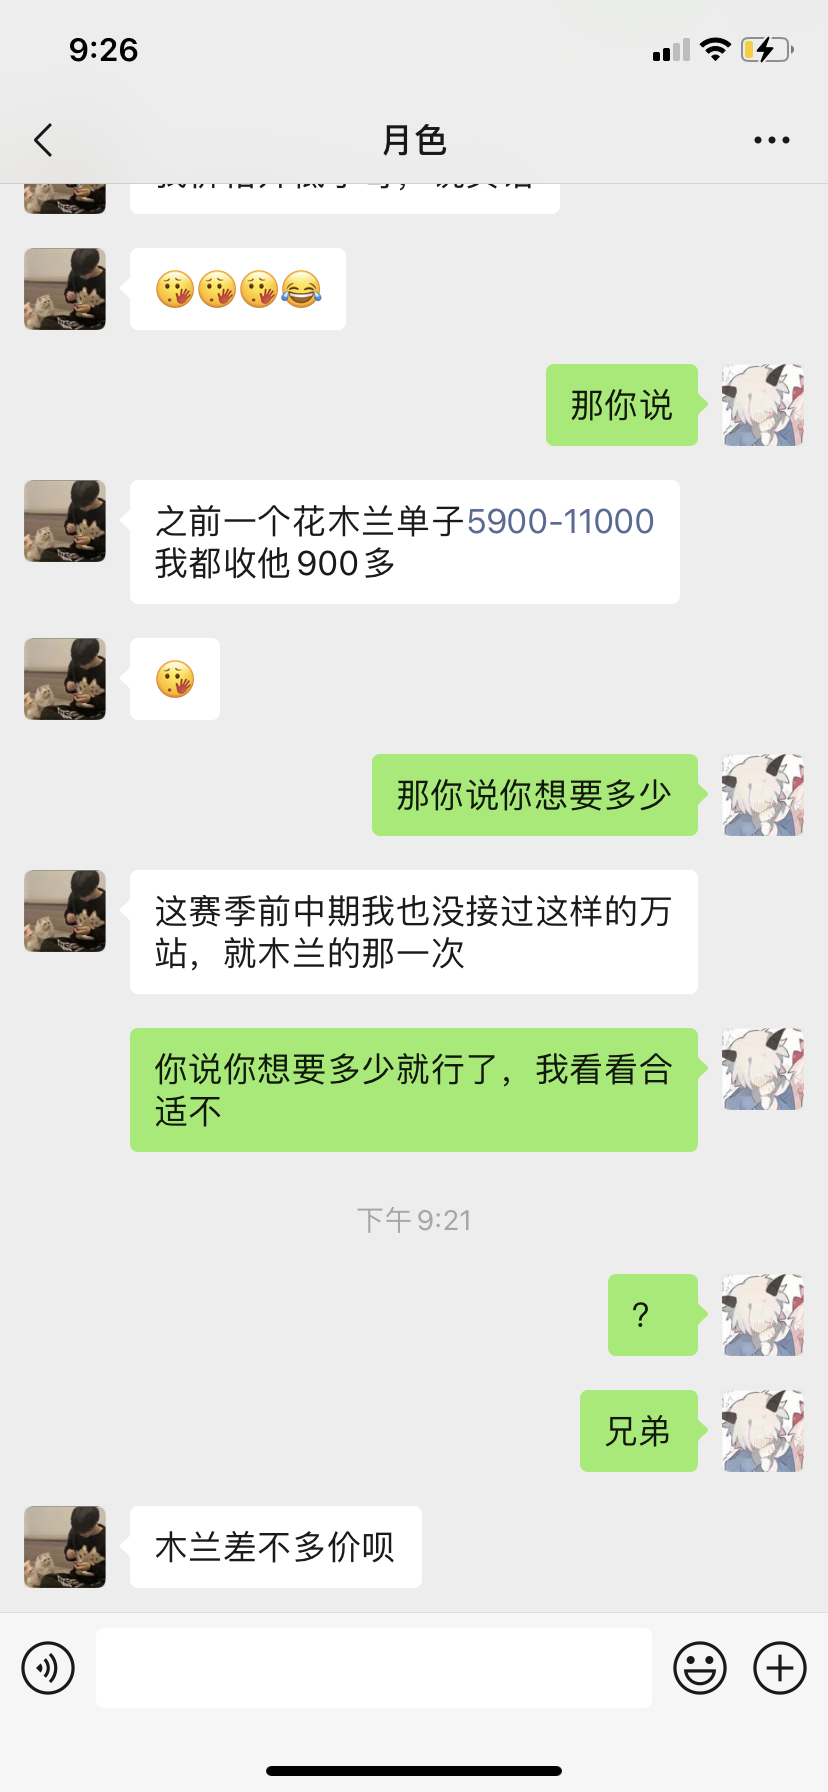 9:26
月色
那你说
之前一个花木兰单子5900-11000
我都收他900多
那你说你想要多少
这赛季前中期我也没接过这样的万
站，就木兰的那一次
你说你想要多少就行了，我看看合
适不
下午9:21
?
兄弟
木兰差不多价呗